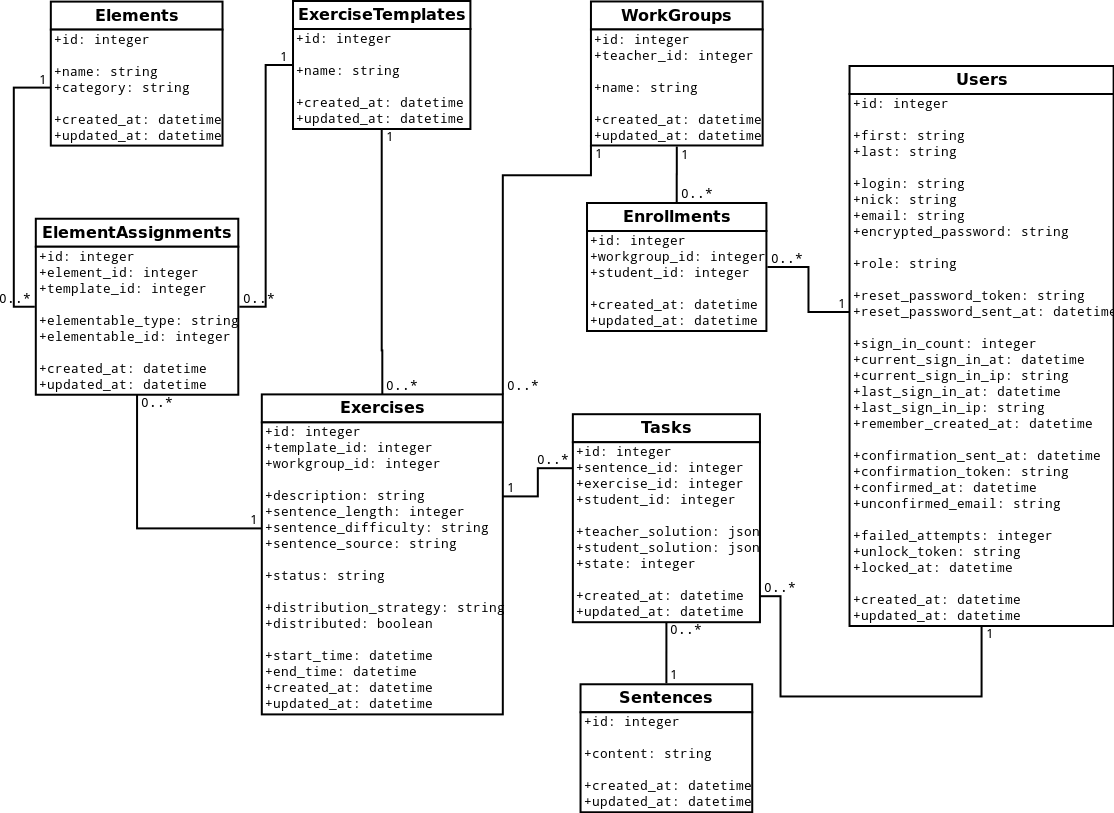 Elements
+id: integer
+name: string
+category: string
+created_at: datetime
+updated_at: datetime
1
ExerciseTemplates
+id: integer
+name: string
+created_at: datetime
+updated_at: datetime
1
1
WorkGroups
+id: integer
+teacher_id: integer
+name: string
+created_at: datetime
+updated_at: datetime
1
1
0..*
Users
+id: integer
+first: string
+last: string
+login: string
+nick: string
+email: string
+encrypted_password: string
+role: string
+reset_password_token: string
+reset_password_sent_at: datetime
+sign_in_count: integer
+current_sign_in_at: datetime
+current_sign_in_ip: string
+last_sign_in_at: datetime
+last_sign_in_ip: string
+remember_created_at: datetime
+confirmation_sent_at: datetime
+confirmation_token: string
+confirmed_at: datetime
+unconfirmed_email: string
+failed_attempts: integer
+unlock_token: string
+locked_at: datetime
+created_at: datetime
+updated_at: datetime
1
1
ElementAssignments
+id: integer
+element_id: integer
+template_id: integer
+elementable_type: string
+elementable_id: integer
+created_at: datetime
+updated_at: datetime
0..*
0..*
0..*
Enrollments
+id: integer
+workgroup_id: integer
+student_id: integer
+created_at: datetime
+updated_at: datetime
0..*
0..*
0..*
Exercises
+id: integer
+template_id: integer
+workgroup_id: integer
+description: string
+sentence_length: integer
+sentence_difficulty: string
+sentence_source: string
+status: string
+distribution_strategy: string
+distributed: boolean
+start_time: datetime
+end_time: datetime
+created_at: datetime
+updated_at: datetime
1
1
0..*
Tasks
+id: integer
+sentence_id: integer
+exercise_id: integer
+student_id: integer
+teacher_solution: json
+student_solution: json
+state: integer
+created_at: datetime
+updated_at: datetime
0..*
0..*
1
Sentences
+id: integer
+content: string
+created_at: datetime
+updated_at: datetime